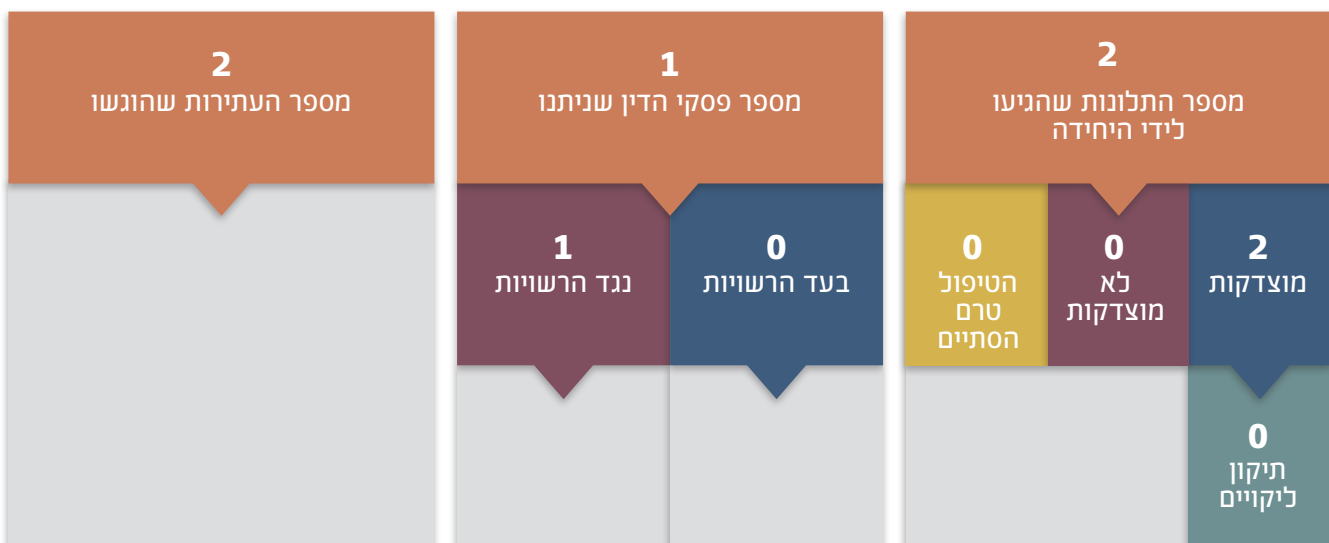 2
מספר התלונות שהגיעו
לידי היחידה
2
מוצדקות
0
לא
מוצדקות
0
הטיפול
טרם
הסתיים
0
תיקון
ליקויים
1
מספר פסקי הדין שניתנו
0
בעד הרשויות
1
נגד הרשויות
2
מספר העתירות שהוגשו